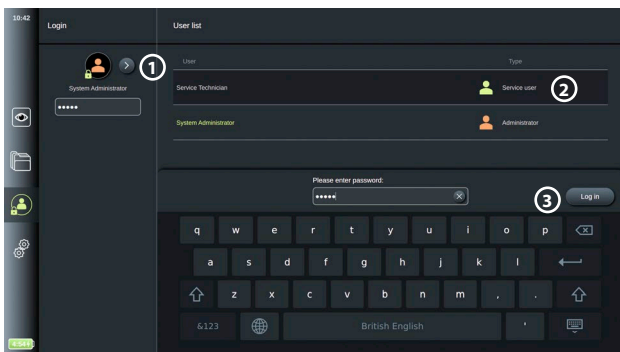 10:42
Login
User list
User
Type
1
System Administrator
•••••
Service Technician
Service user
2
System Administrator
Administrator
Please enter password:
•••••
3
Log in
q w e r t y u i o p
a s d f g h j k l
z x c v b n m , .
&123
British English
'